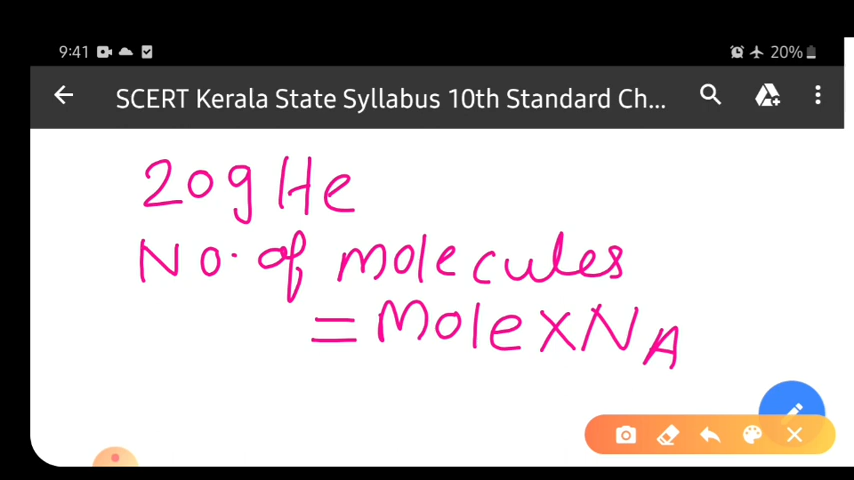 9:41
20%
SCERT Kerala State Syllabus 10th Standard Ch...
20g He
No. of molecules
= Mole X NA